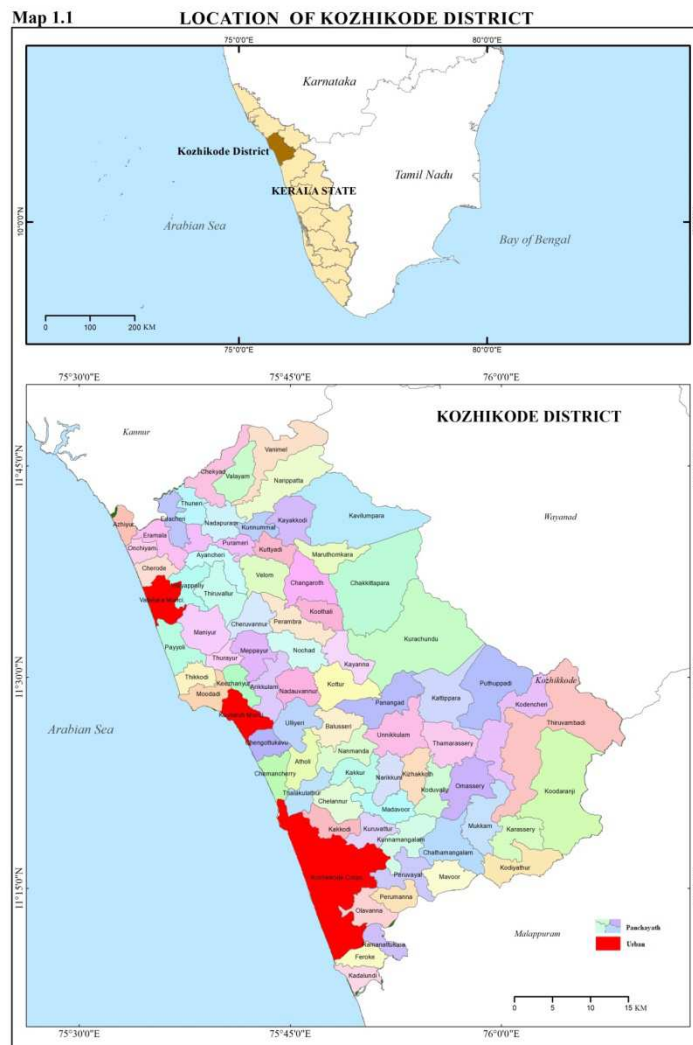 Map 1.1 LOCATION OF KOZHIKODE DISTRICT
75°0'0"E 80°0'0"E
Karnataka
Kozhikode District
Tamil Nadu
KERALA STATE
10°0'0"N
Arabian Sea
Bay of Bengal
0 100 200 KM
75°0'0"E 80°0'0"E
75°30'0"E 75°45'0"E 76°0'0"E
KOZHIKODE DISTRICT
Kannur
Vanimel
11°45'0"N
Chekyad
Valayam
Narippatta
Thuneri
Kavilumpara
Azhiyur
Edacheri
Nadapuram
Kunnummal
Kayakkodi
Wayanad
Eramala
Onchiyam
Purameri
Kuttyadi
Ayancheri
Maruthomkara
Cheroda
Velom
Changaroth
Chakkittapara
Thiruvallur
Koothali
Cheruvannur
Perambra
Maniyur
Kurachundu
Payyoli
Meppayur
Nochad
Thurayur
Kayanna
11°30'0"N
Thikkodi
Keezhariyur
Arikkulam
Nadauvannur
Kottur
Puthuppadi
Kozhikkode
Moodadi
Panangad
Kattippara
Kodencheri
Thiruvambadi
Arabian Sea
Ulliyeri
Balusseri
Unnikkulam
Thamarassery
Chengottukavu
Nanmanda
Atholi
Chemancherry
Kakkur
Narikkuni
Kizhakkoth
Koduvally
Omassery
Koodaranji
Thalakulathur
Chelannur
Madavoor
Mukkam
Karassery
Kakkodi
Kuruvattur
Kunnamangalam
Chathamangalam
Kodiyathur
11°15'0"N
Peruvayal
Mavoor
Perumanna
Olavanna
Malappuram
Panchayath
Urban
Ramanattukara
Feroke
Kadalundi
0 5 10 15 KM
75°30'0"E 75°45'0"E 76°0'0"E